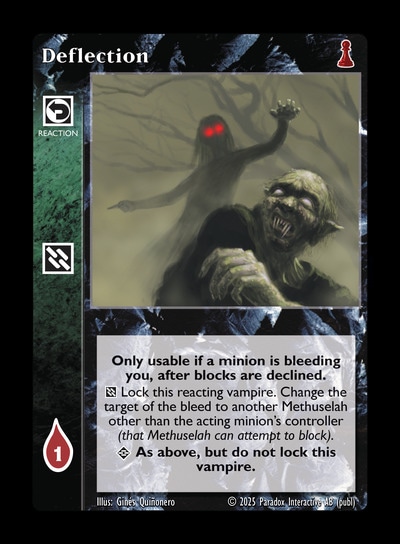 Deflection
REACTION
Only usable if a minion is bleeding
you, after blocks are declined.
Lock this reacting vampire. Change the
target of the bleed to another Methuselah
other than the acting minion's controller
(that Methuselah can attempt to block).
As above, but do not lock this
vampire.
1
Illus: Ginés Quiñonero © 2025 Paradox Interactive AB (publ)